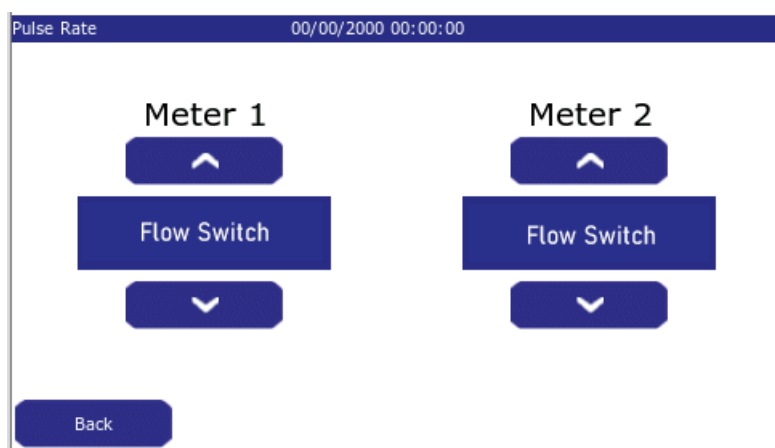 Pulse Rate 00/00/2000 00:00:00
Meter 1 Meter 2
Flow Switch Flow Switch
Back